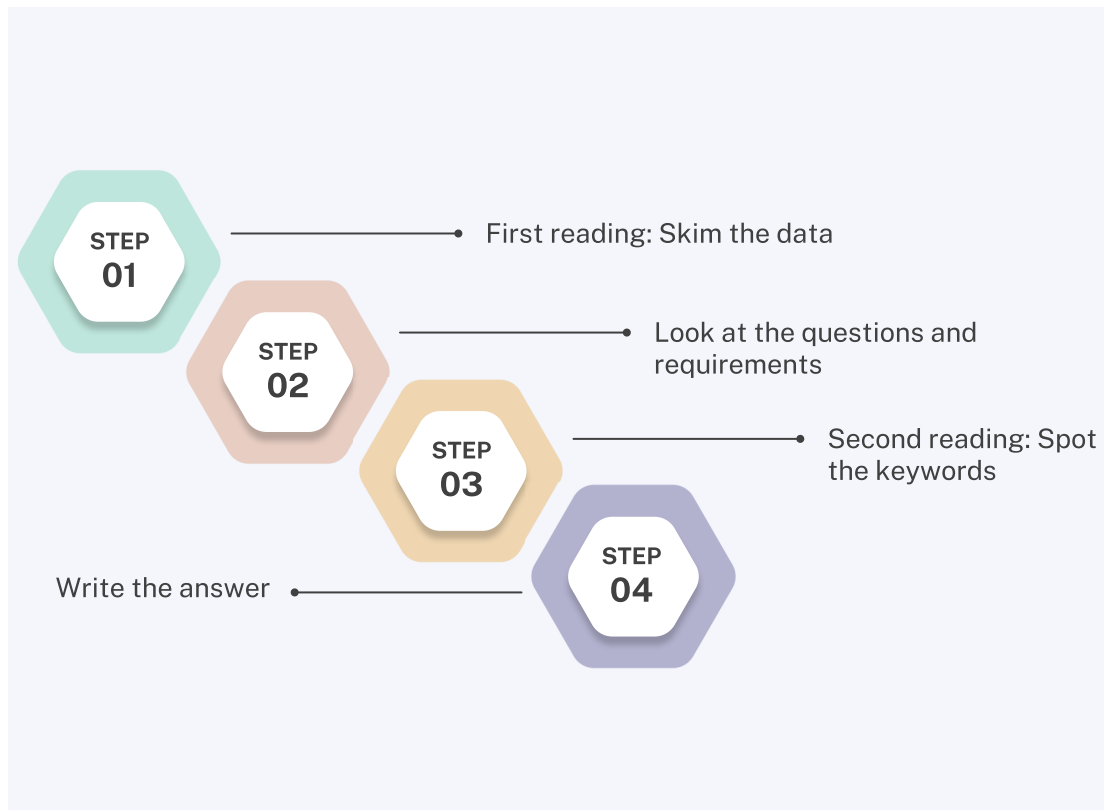 STEP
01
First reading: Skim the data
STEP
02
Look at the questions and
requirements
STEP
03
Second reading: Spot
the keywords
STEP
04
Write the answer